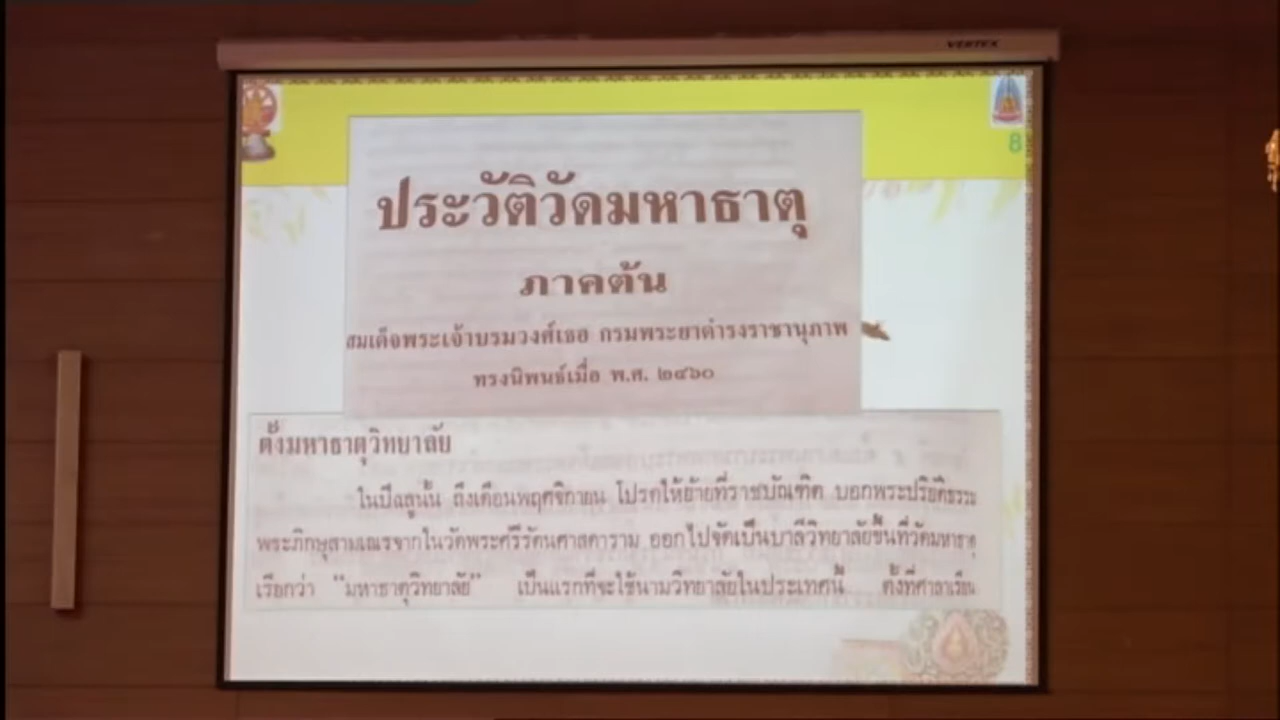 VERTEX
8
ประวัติวัดมหาธาตุ
ภาคต้น
สมเด็จพระเจ้าบรมวงศ์เธอ กรมพระยาดำรงราชานุภาพ
ทรงนิพนธ์เมื่อ พ.ศ. ๒๔๖๐
ตั้งมหาธาตุวิทยาลัย
ในปีฉลูนั้น ถึงเดือนพฤศจิกายน โปรดให้ย้ายที่ราชบัณฑิต บอกพระปริยัติธรรม
พระภิกษุสามเณรจากในวัดพระศรีรัตนศาสดาราม ออกไปจัดเป็นบาลีวิทยาลัยขึ้นที่วัดมหาธาตุ
เรียกว่า "มหาธาตุวิทยาลัย" เป็นแรกที่จะใช้นามวิทยาลัยในประเทศนี้ ตั้งที่ศาลาเรียน